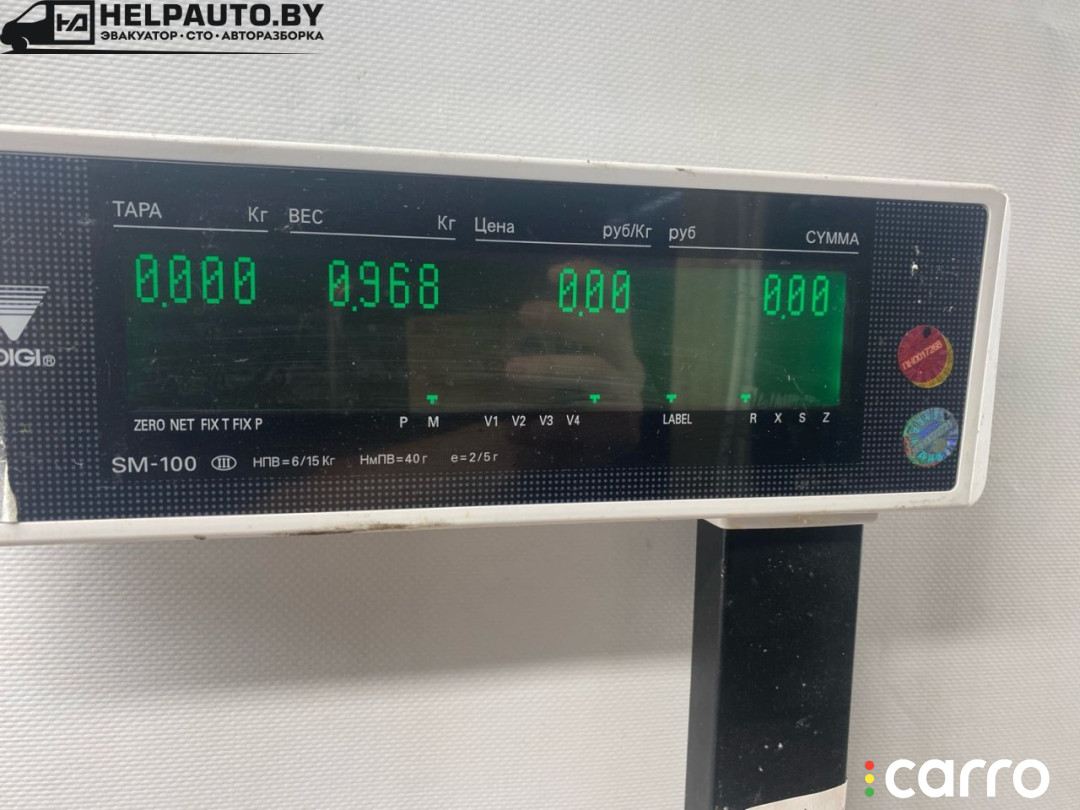 HELPAUTO.BY
ЭВАКУАТОР·СТО·АВТОРАЗБОРКА
ТАРА Кг ВЕС Кг Цена руб/Кг руб СУММА
0.000 0.968 0.00 0.00
DIGI®
ПН0017268
ZERO NET FIX T FIX P P M V1 V2 V3 V4 LABEL R X S Z
SM-100 III НПВ=6/15 Кг НмПВ=40 г e=2/5 г
carro